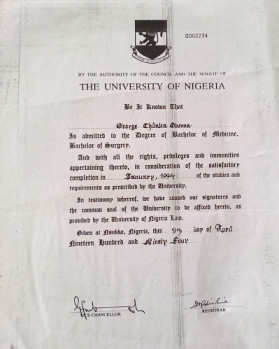 D002234
BY THE AUTHORITY OF THE COUNCIL AND THE SENATE OF
THE UNIVERSITY OF NIGERIA
Be It Known That
George
Is admitted to the Degree of Bachelor of Medicine,
Bachelor of Surgery.
And with all the rights, privileges and immunities
appertaining thereto, in consideration of the satisfactory
completion in January, 1994 of the studies and
requirements as prescribed by the University.
In testimony whereof, we have caused our signatures and
the common seal of the University to be affixed hereto, as
provided by the University of Nigeria Law.
Given at Nsukka, Nigeria, this 9th day of April
Nineteen Hundred and Ninety Four
VICE CHANCELLOR
REGISTRAR